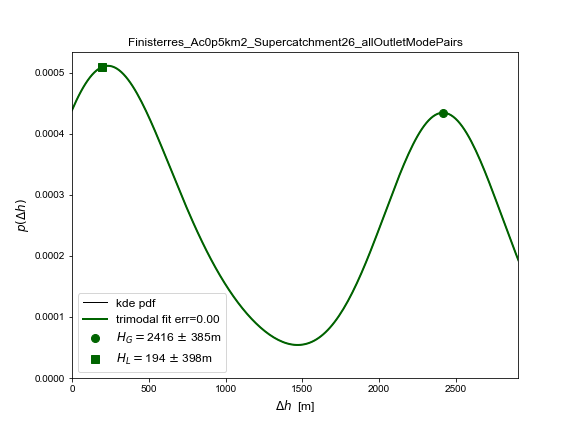 Finisterres_Ac0p5km2_Supercatchment26_allOutletModePairs
0.0005
0.0004
0.0003
0.0002
0.0001
0.0000
p(Δh)
kde pdf
trimodal fit err=0.00
H_G = 2416 ± 385m
H_L = 194 ± 398m
0 500 1000 1500 2000 2500
Δh [m]